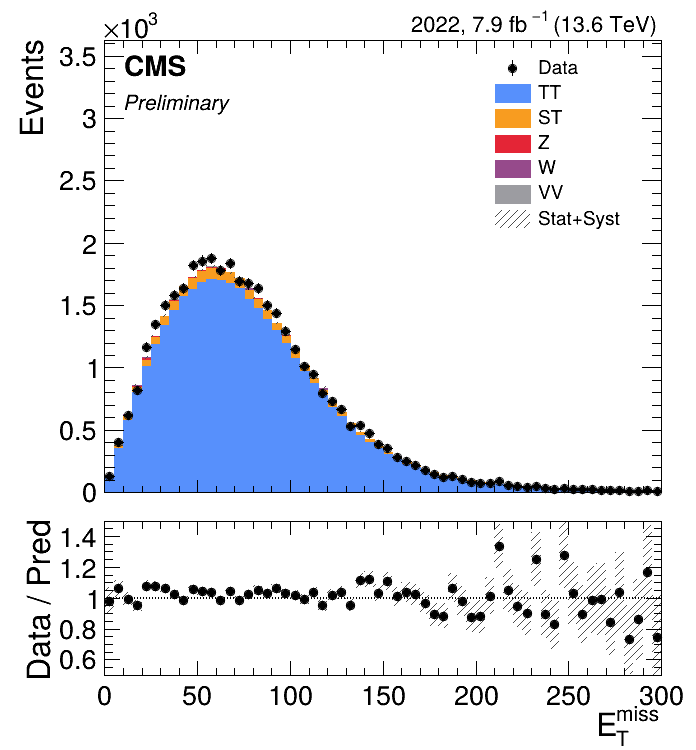 ×10³
2022, 7.9 fb⁻¹ (13.6 TeV)
Events
3.5
3
2.5
2
1.5
1
0.5
0
CMS
Preliminary
Data
TT
ST
Z
W
VV
Stat+Syst
Data / Pred
1.4
1.2
1
0.8
0.6
0 50 100 150 200 250 300
E_T^miss